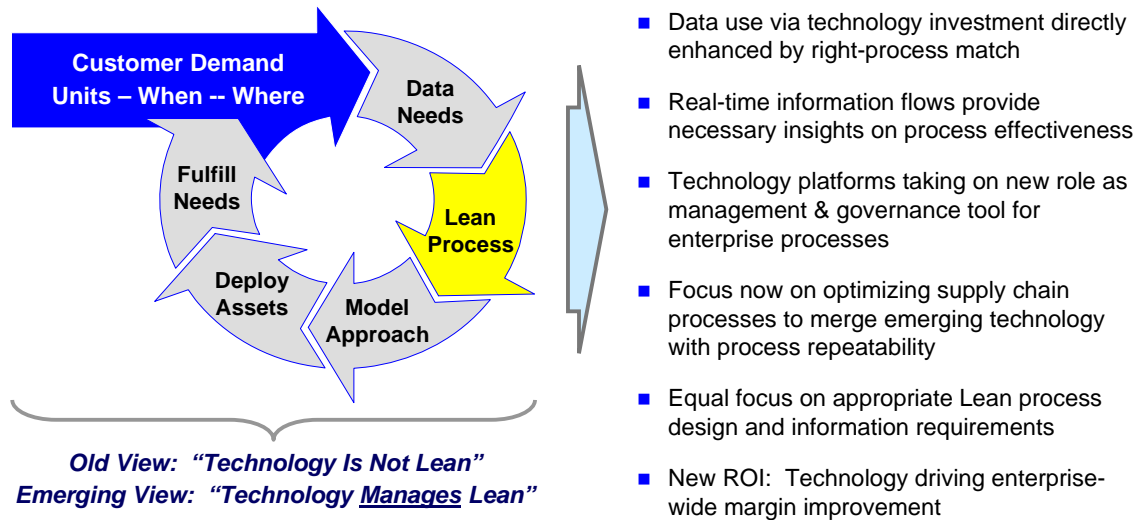 Customer Demand
Units – When -- Where
Data
Needs
Lean
Process
Model
Approach
Deploy
Assets
Fulfill
Needs
Old View:  “Technology Is Not Lean”
Emerging View:  “Technology Manages Lean”
Data use via technology investment directly
enhanced by right-process match
Real-time information flows provide
necessary insights on process effectiveness
Technology platforms taking on new role as
management & governance tool for
enterprise processes
Focus now on optimizing supply chain
processes to merge emerging technology
with process repeatability
Equal focus on appropriate Lean process
design and information requirements
New ROI:  Technology driving enterprise-
wide margin improvement